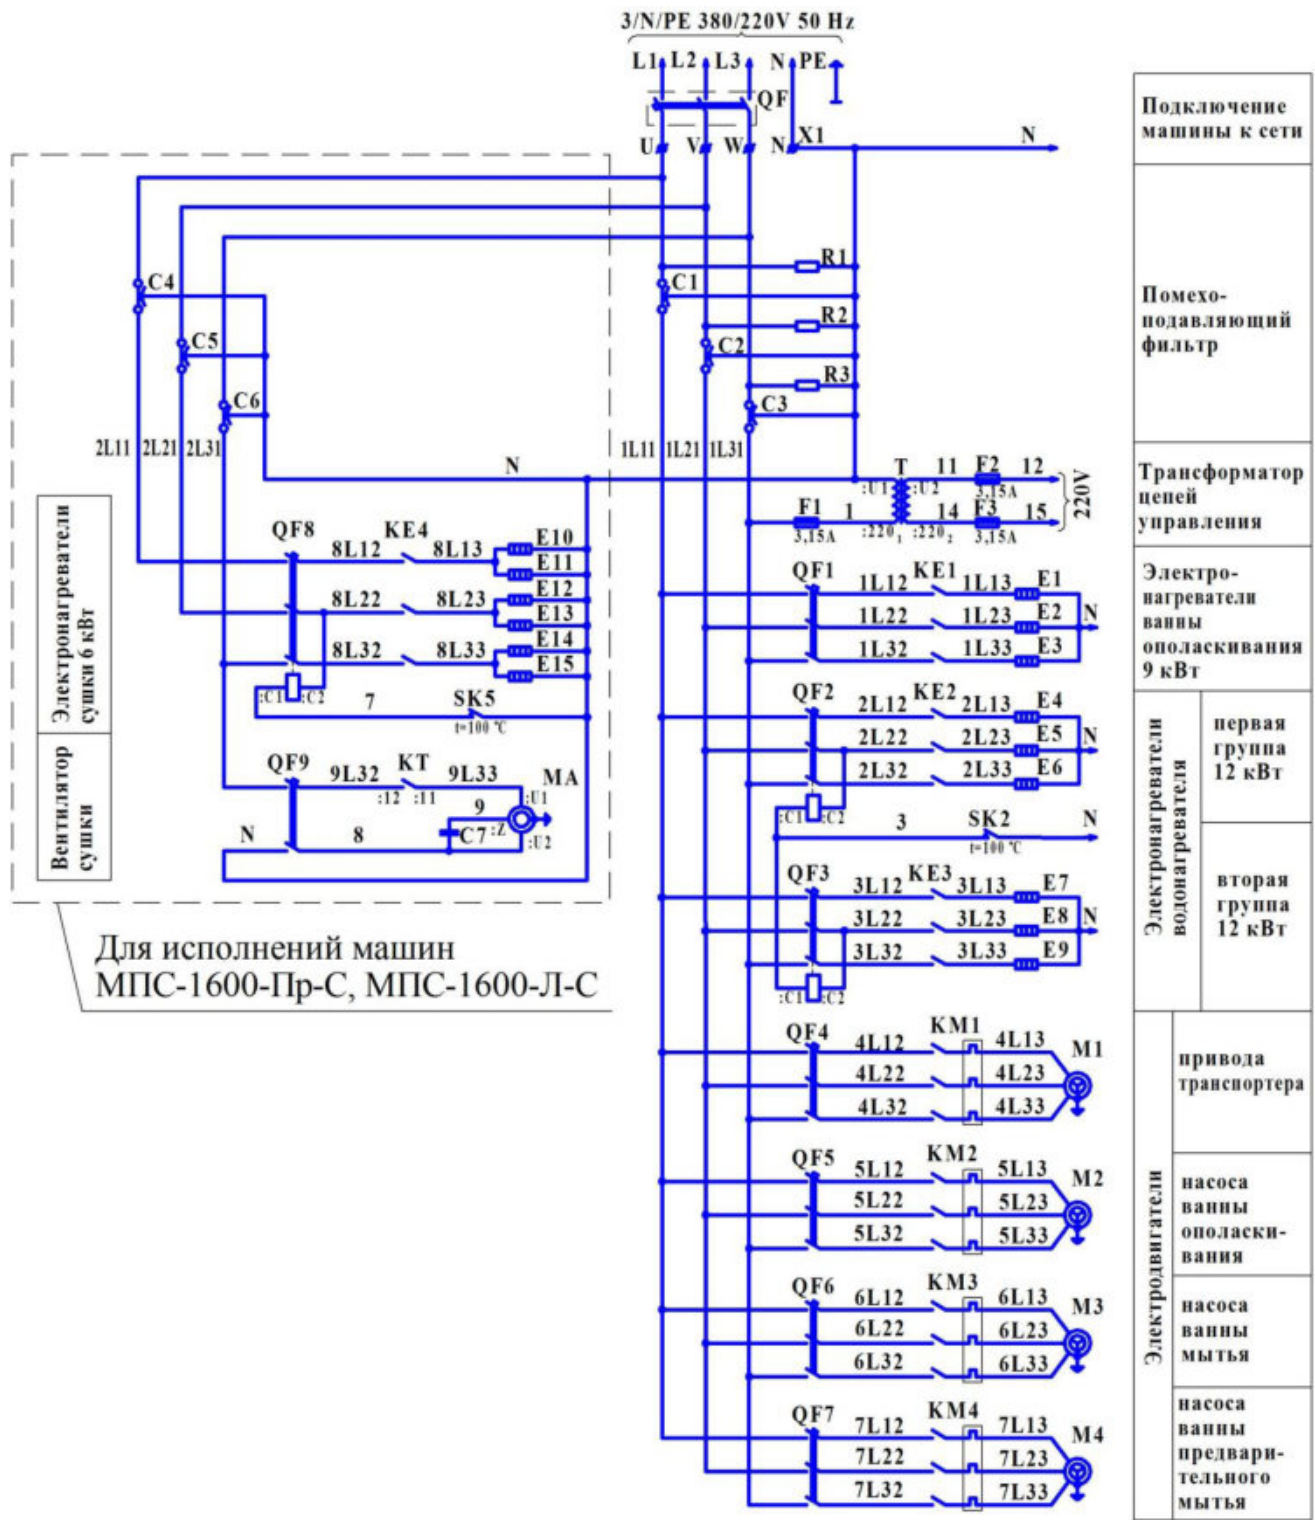 3/N/PE 380/220V 50 Hz
L1 L2 L3 N PE
QF
U V W N X1 N
Подключение
машины к сети
R1
C4 C1
R2
C5 C2
R3
C6 C3
Помехо-
подавляющий
фильтр
2L11 2L21 2L31 N 1L11 1L21 1L31
T 11 F2 12
:U1 :U2 3,15A
F1 1 14 F3 15
3,15A :220₁ :220₂ 3,15A
220V
Трансформатор
цепей
управления
Электронагреватели
сушки 6 кВт
QF8 KE4 E10
8L12 8L13 E11
E12
8L22 8L23 E13
E14
8L32 8L33 E15
:C1 :C2
7 SK5
t=100 °C
Вентилятор
сушки
QF9 9L32 KT 9L33 MA
:12 :11 :U1
9
:Z
N 8 C7 :U2
Для исполнений машин
МПС-1600-Пр-С, МПС-1600-Л-С
QF1 1L12 KE1 1L13 E1
1L22 1L23 E2 N
1L32 1L33 E3
Электро-
нагреватели
ванны
ополаскивания
9 кВт
QF2 2L12 KE2 2L13 E4
2L22 2L23 E5 N
2L32 2L33 E6
:C1 :C2
3 SK2 N
t=100 °C
QF3 3L12 KE3 3L13 E7
3L22 3L23 E8 N
3L32 3L33 E9
:C1 :C2
Электронагреватели
водонагревателя
первая
группа
12 кВт
вторая
группа
12 кВт
QF4 4L12 KM1 4L13 M1
4L22 4L23
4L32 4L33
QF5 5L12 KM2 5L13 M2
5L22 5L23
5L32 5L33
QF6 6L12 KM3 6L13 M3
6L22 6L23
6L32 6L33
QF7 7L12 KM4 7L13 M4
7L22 7L23
7L32 7L33
Электродвигатели
привода
транспортера
насоса
ванны
ополаски-
вания
насоса
ванны
мытья
насоса
ванны
предвари-
тельного
мытья